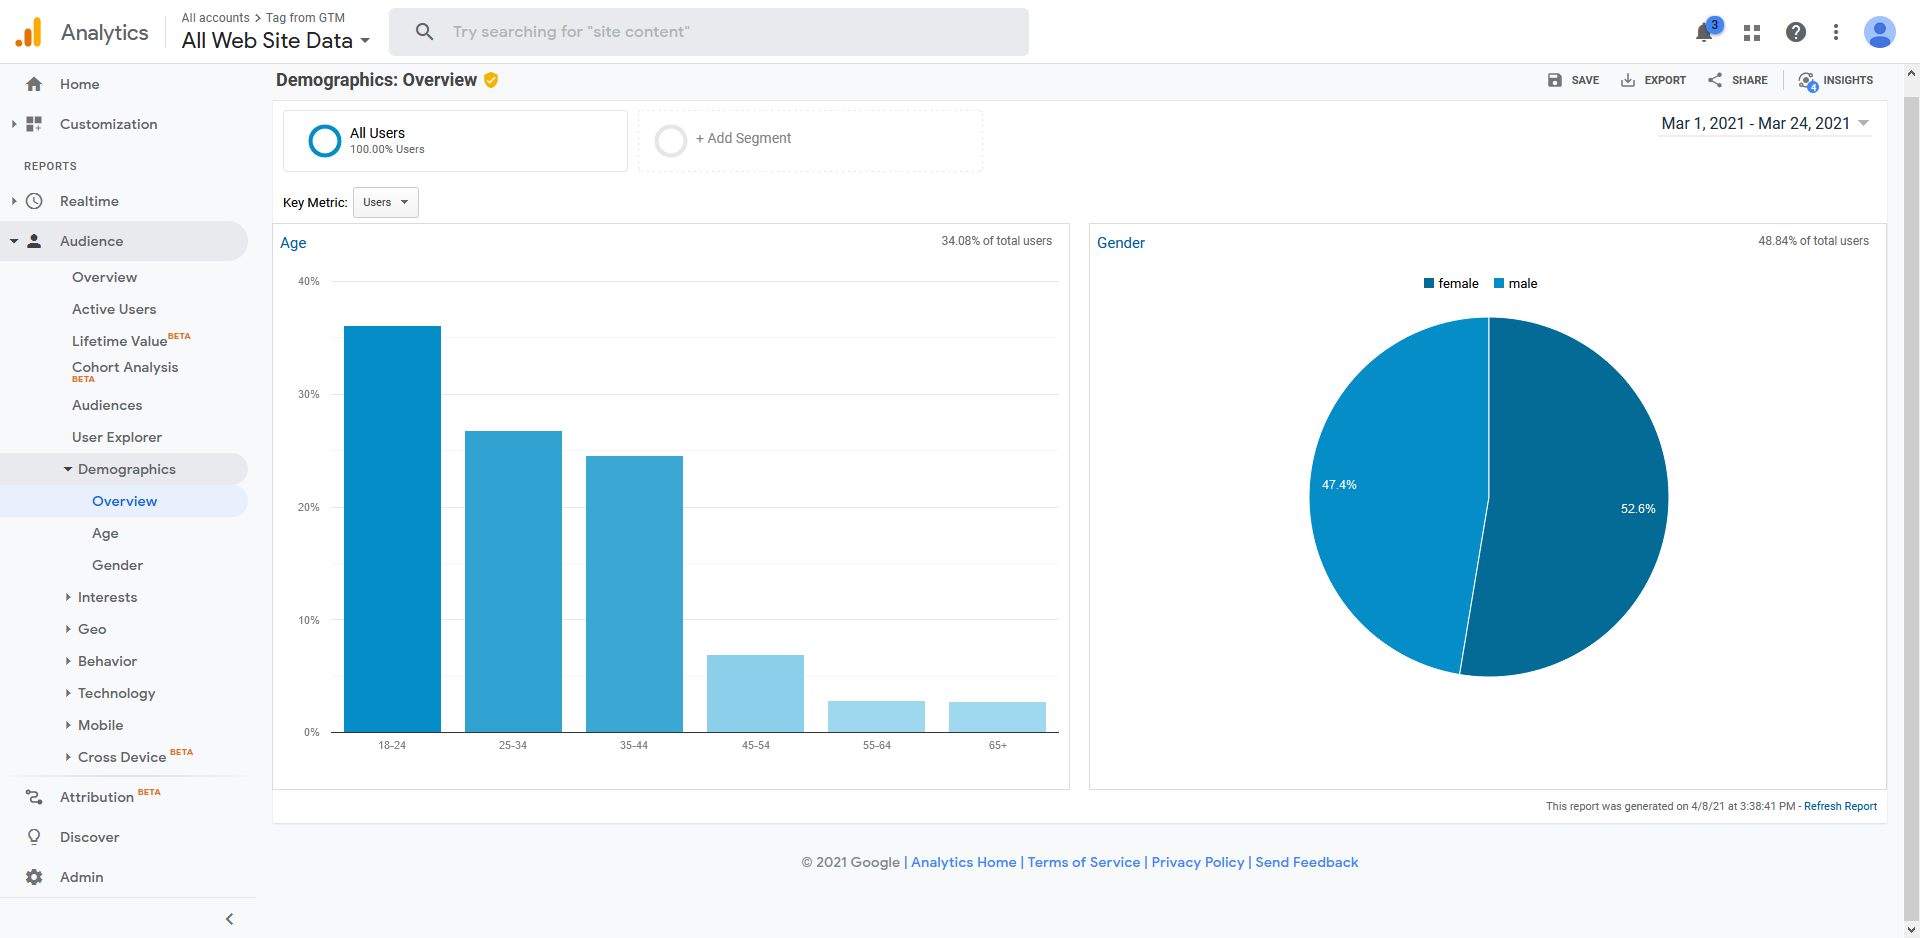 Analytics
All accounts > Tag from GTM
All Web Site Data
Try searching for "site content"
3
Home
Customization
REPORTS
Realtime
Audience
Overview
Active Users
Lifetime Value BETA
Cohort Analysis
BETA
Audiences
User Explorer
Demographics
Overview
Age
Gender
Interests
Geo
Behavior
Technology
Mobile
Cross Device BETA
Attribution BETA
Discover
Admin
Demographics: Overview
SAVE
EXPORT
SHARE
4
INSIGHTS
All Users
100.00% Users
+ Add Segment
Mar 1, 2021 - Mar 24, 2021
Key Metric:
Users
Age
34.08% of total users
40%
30%
20%
10%
0%
18-24
25-34
35-44
45-54
55-64
65+
Gender
48.84% of total users
female
male
47.4%
52.6%
This report was generated on 4/8/21 at 3:38:41 PM - Refresh Report
© 2021 Google | Analytics Home | Terms of Service | Privacy Policy | Send Feedback